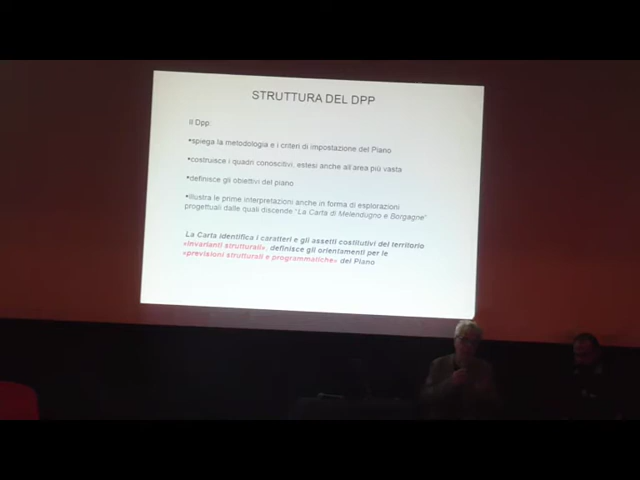 STRUTTURA DEL DPP
Il Dpp:
•spiega la metodologia e i criteri di impostazione del Piano
•costruisce i quadri conoscitivi, estesi anche all'area più vasta
•definisce gli obiettivi del piano
•illustra le prime interpretazioni anche in forma di esplorazioni
progettuali dalle quali discende "La Carta di Melendugno e Borgagne"
La Carta identifica i caratteri e gli assetti costitutivi del territorio
«invarianti strutturali», definisce gli orientamenti per le
«previsioni strutturali e programmatiche» del Piano